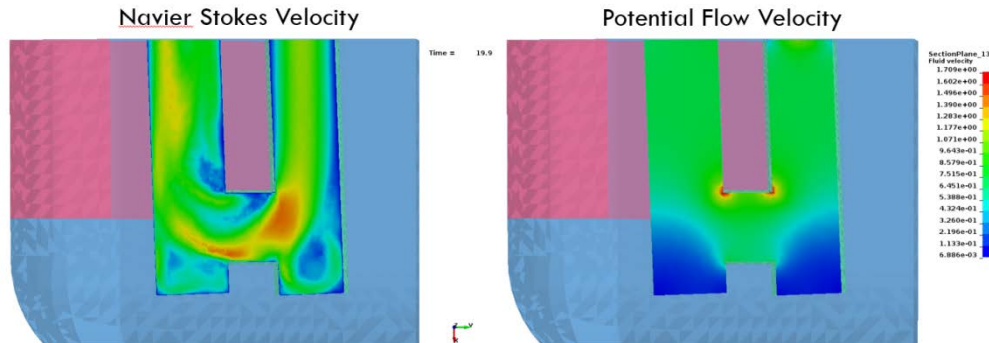 Navier Stokes Velocity
Potential Flow Velocity
Time = 19.9
SectionPlane_13
Fluid velocity
1.709e+00
1.602e+00
1.496e+00
1.390e+00
1.283e+00
1.177e+00
1.071e+00
9.643e-01
8.579e-01
7.515e-01
6.451e-01
5.388e-01
4.324e-01
3.260e-01
2.196e-01
1.133e-01
6.886e-03